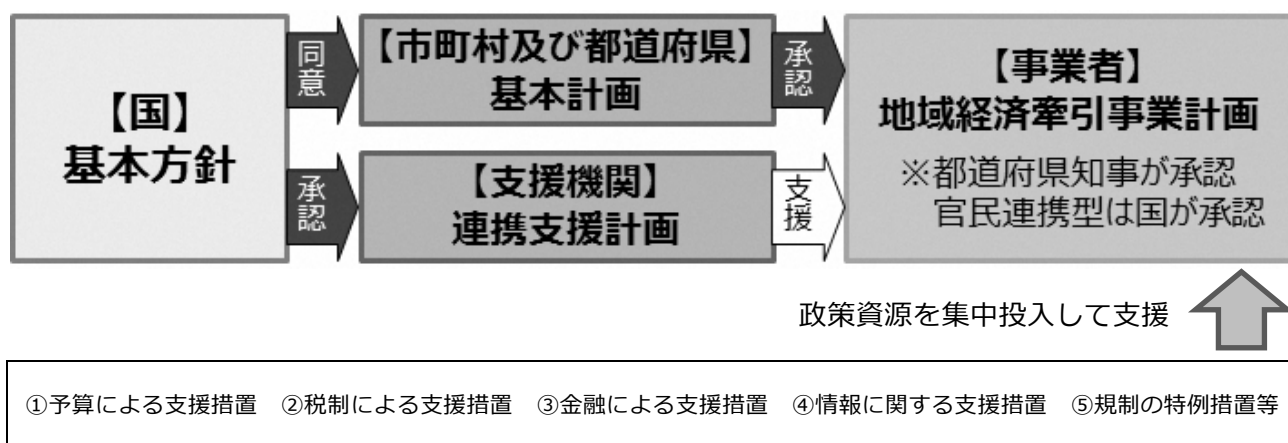 【国】
基本方針
同意
【市町村及び都道府県】
基本計画
承認
承認
【支援機関】
連携支援計画
支援
【事業者】
地域経済牽引事業計画
※都道府県知事が承認
官民連携型は国が承認
政策資源を集中投入して支援
①予算による支援措置　②税制による支援措置　③金融による支援措置　④情報に関する支援措置　⑤規制の特例措置等